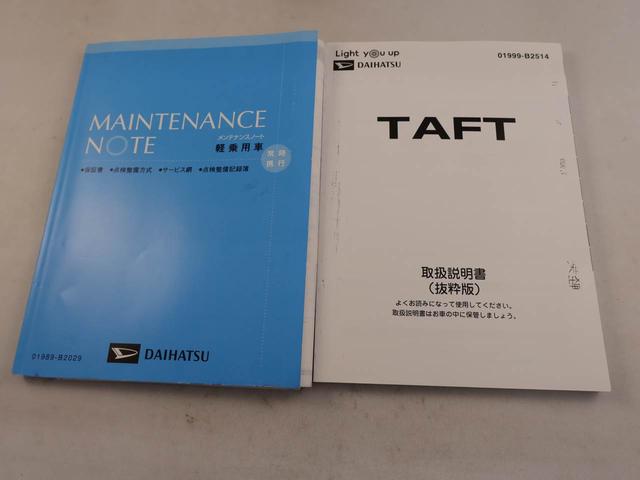 MAINTENANCE
NOTE
メンテナンスノート
軽乗用車
常時
携行
●保証書 ●点検整備方式 ●サービス網 ●点検整備記録簿
01989-B2029
DAIHATSU
Light you up
DAIHATSU
01999-B2514
TAFT
取扱説明書
(抜粋版)
よくお読みになって使用してください。
取扱説明書はお車の中に保管しましょう。